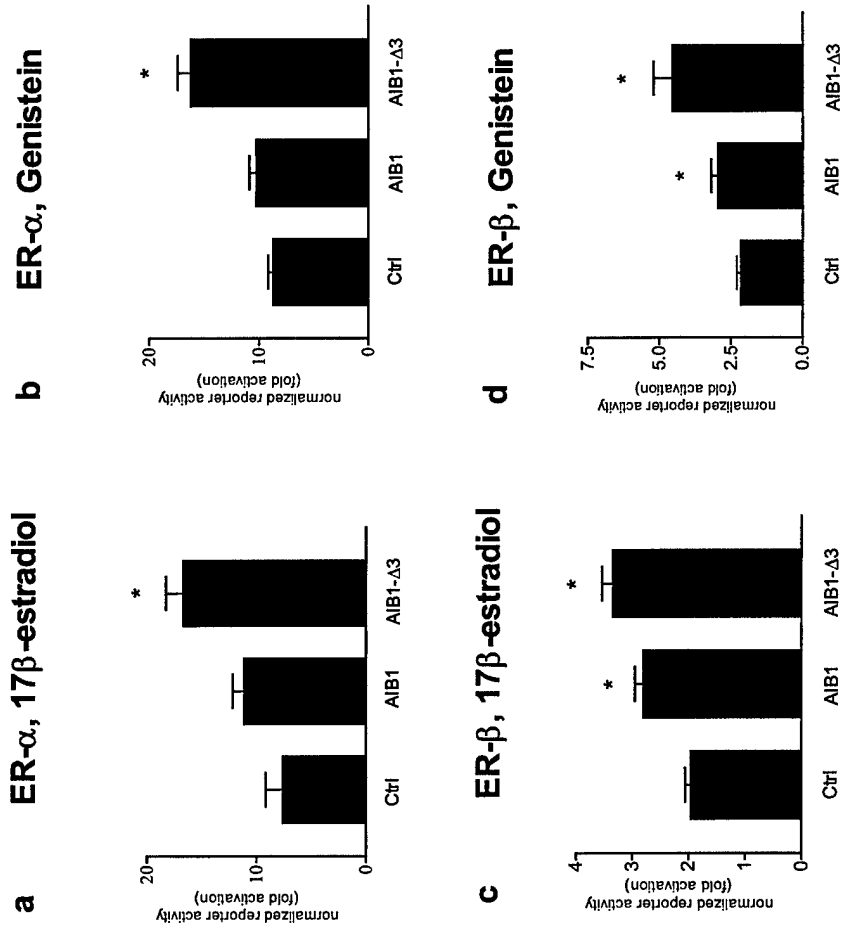 a ER-α, 17β-estradiol
normalized reporter activity
(fold activation)
20
10
0
Ctrl
AIB1
*
AIB1-Δ3
b ER-α, Genistein
normalized reporter activity
(fold activation)
20
10
0
Ctrl
AIB1
*
AIB1-Δ3
c ER-β, 17β-estradiol
normalized reporter activity
(fold activation)
4
3
2
1
0
Ctrl
*
AIB1
*
AIB1-Δ3
d ER-β, Genistein
normalized reporter activity
(fold activation)
7.5
5.0
2.5
0.0
Ctrl
*
AIB1
*
AIB1-Δ3